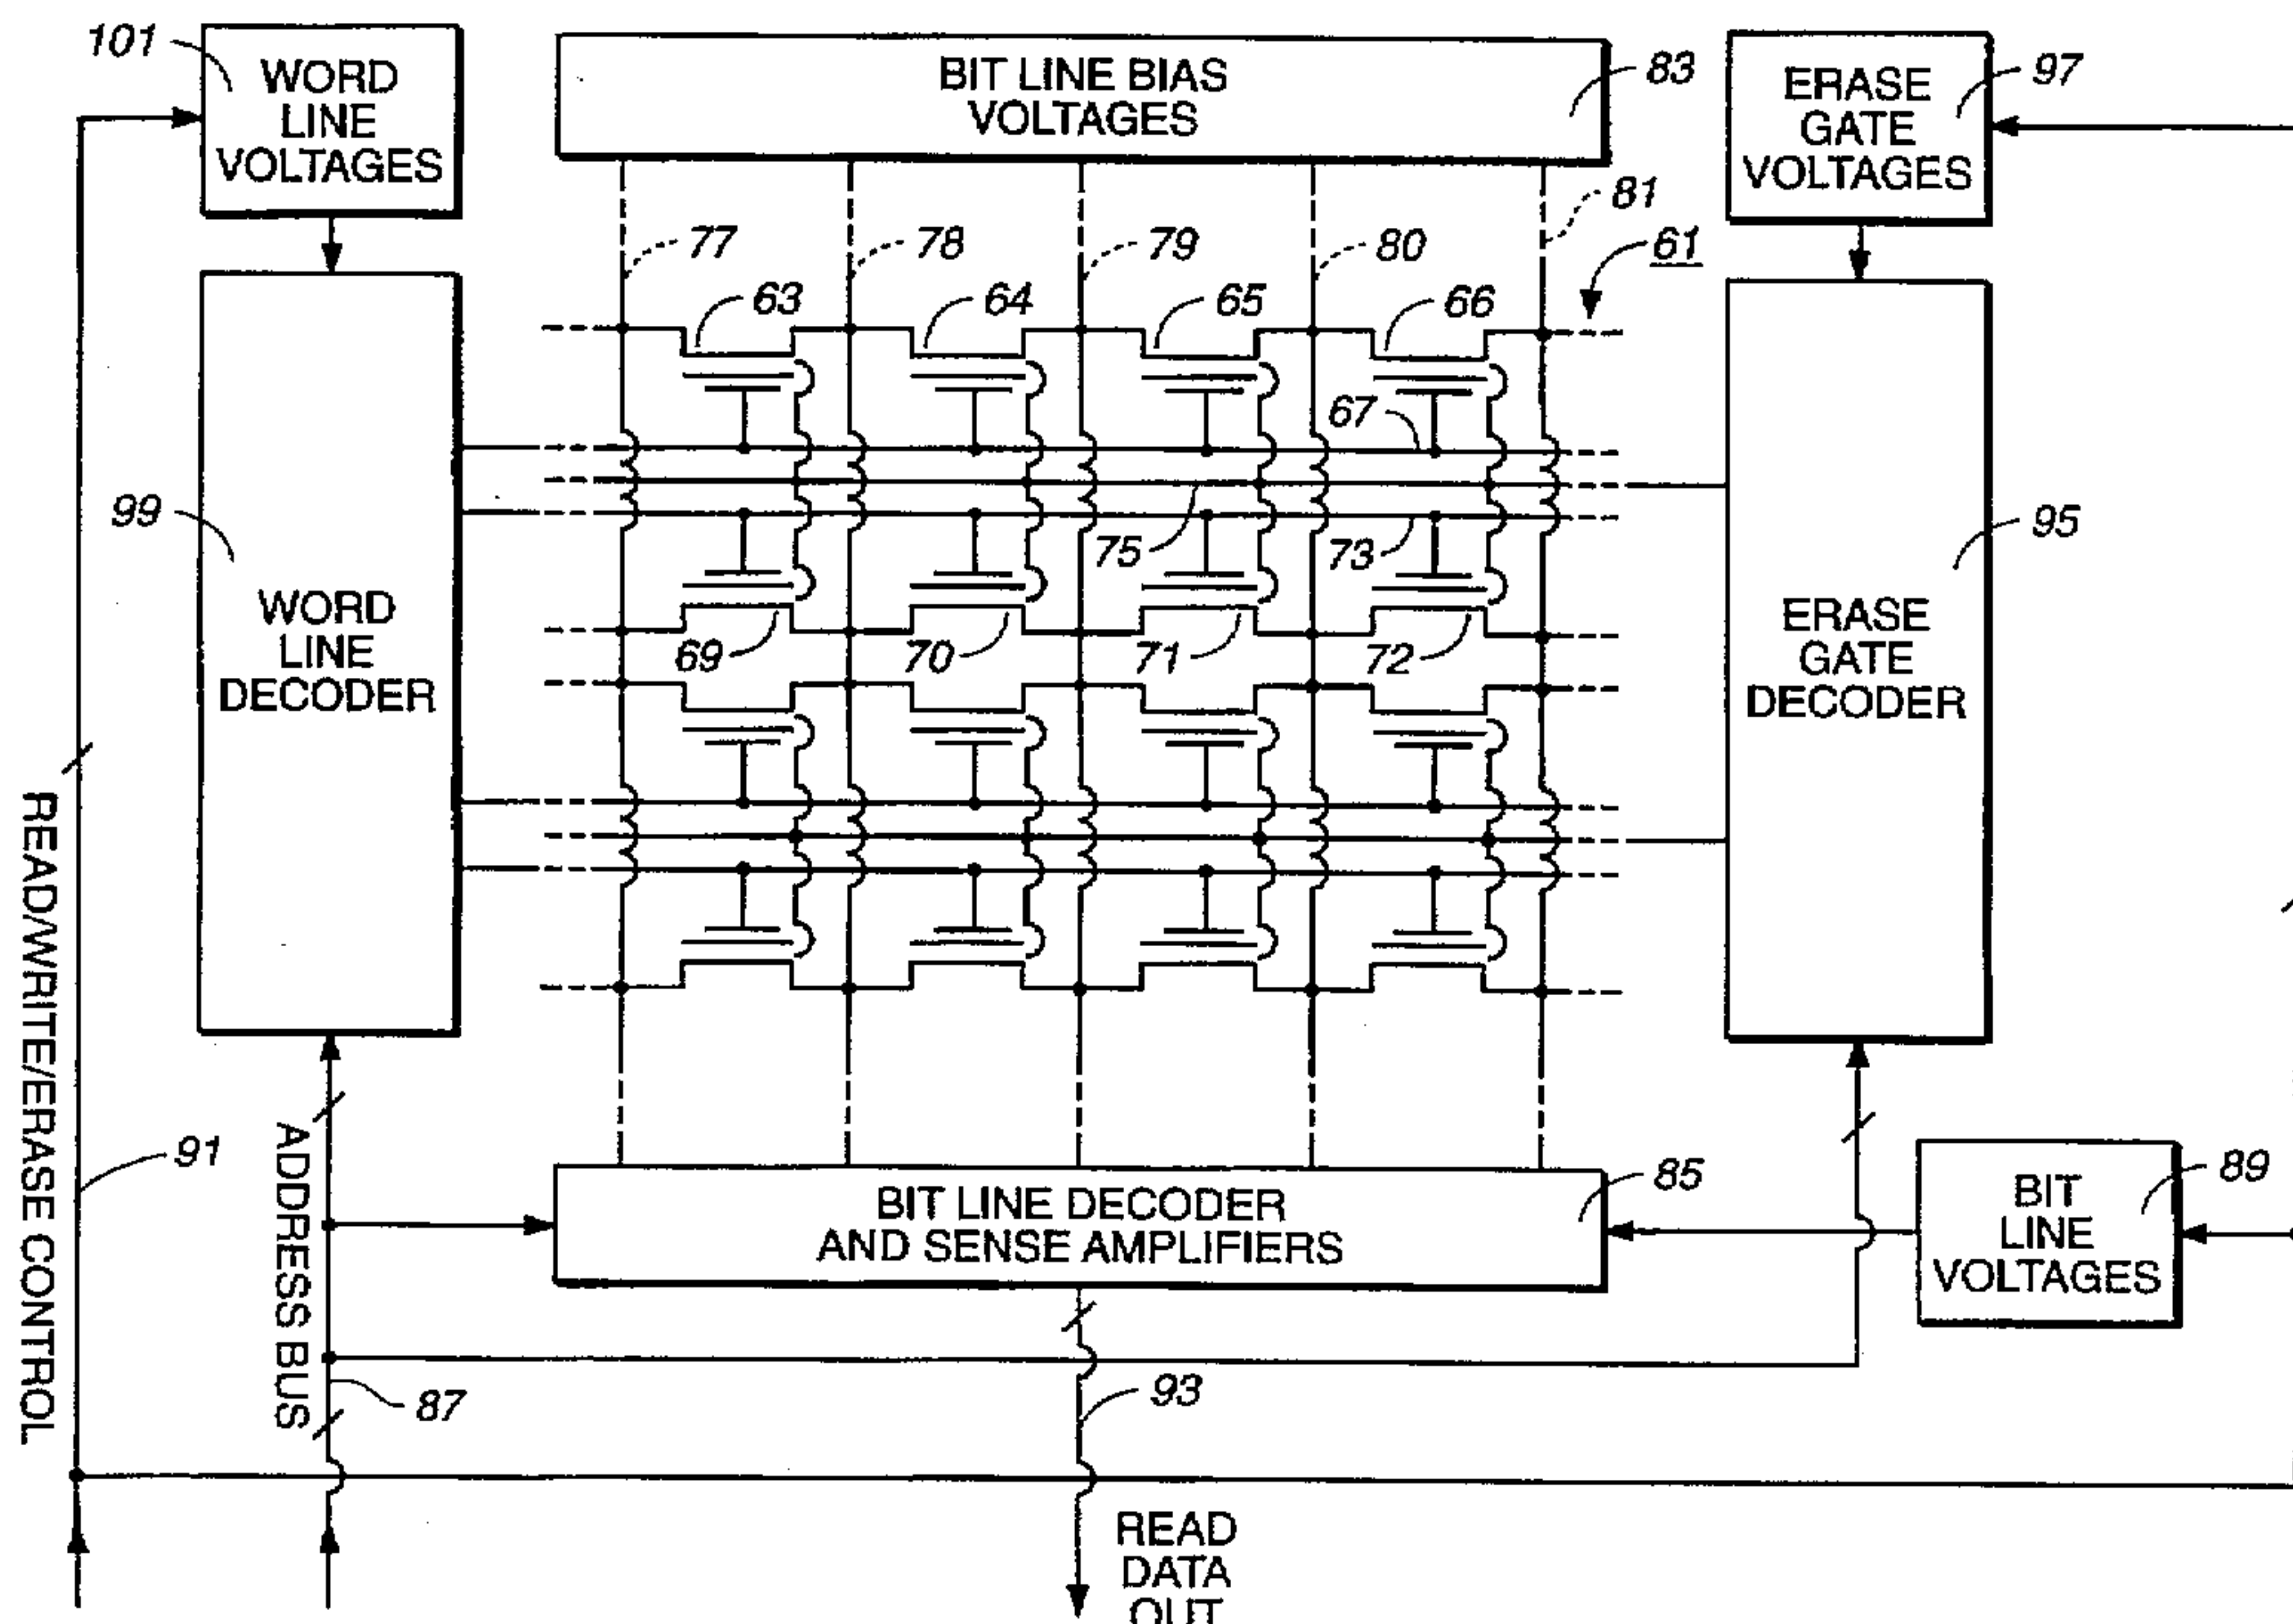 101
WORD
LINE
VOLTAGES
BIT LINE BIAS
VOLTAGES
83
ERASE
GATE
VOLTAGES
97
77
78
79
80
81
61
63
64
65
66
67
99
WORD
LINE
DECODER
75
73
95
ERASE
GATE
DECODER
69
70
71
72
READ/WRITE/ERASE CONTROL
91
ADDRESS BUS
87
BIT LINE DECODER
AND SENSE AMPLIFIERS
85
BIT
LINE
VOLTAGES
89
93
READ
DATA
OUT